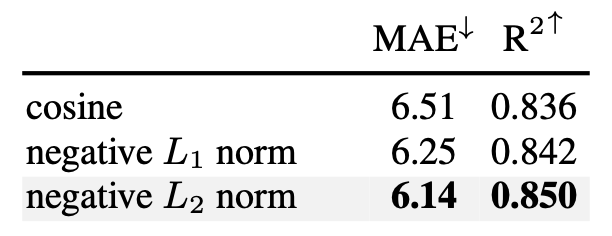 MAE↓ R²↑
cosine 6.51 0.836
negative L₁ norm 6.25 0.842
negative L₂ norm 6.14 0.850